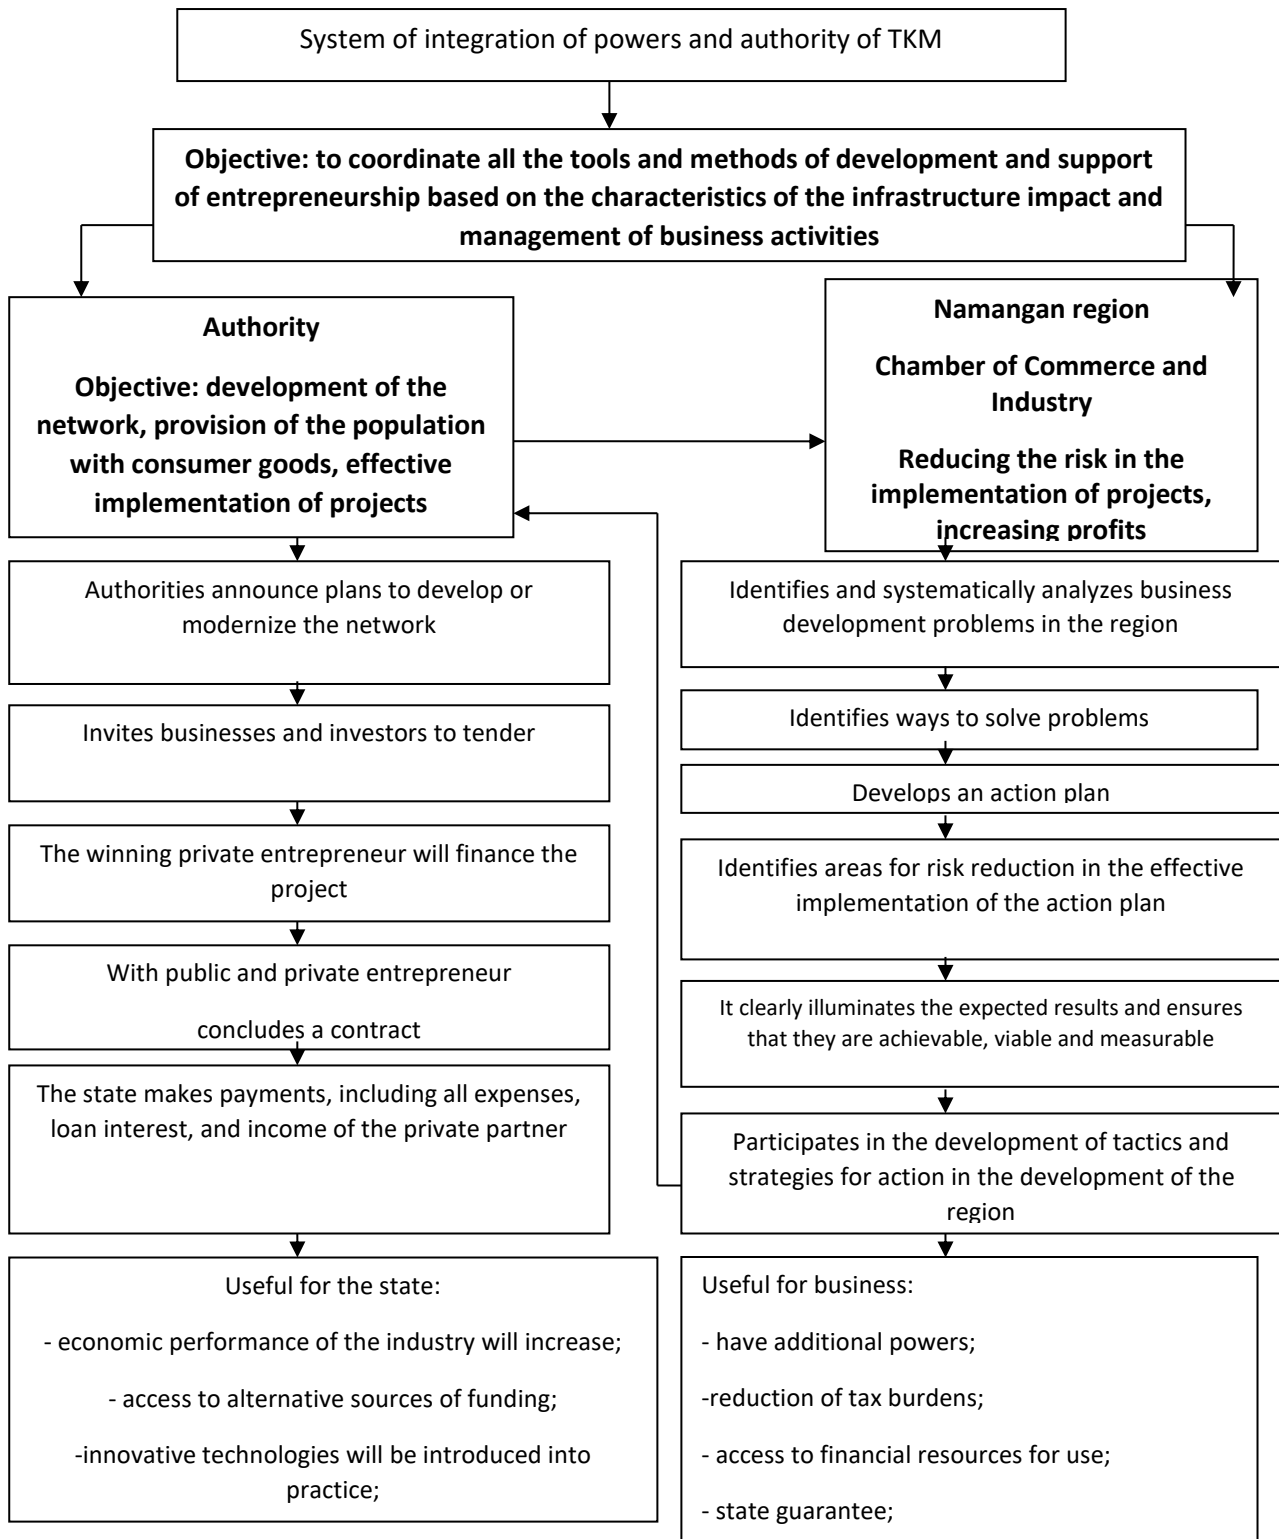 System of integration of powers and authority of TKM
Objective: to coordinate all the tools and methods of development and support
of entrepreneurship based on the characteristics of the infrastructure impact and
management of business activities
Authority
Objective: development of the
network, provision of the population
with consumer goods, effective
implementation of projects
Authorities announce plans to develop or
modernize the network
Invites businesses and investors to tender
The winning private entrepreneur will finance the
project
With public and private entrepreneur
concludes a contract
The state makes payments, including all expenses,
loan interest, and income of the private partner
Useful for the state:
- economic performance of the industry will increase;
- access to alternative sources of funding;
-innovative technologies will be introduced into
practice;
Namangan region
Chamber of Commerce and
Industry
Reducing the risk in the
implementation of projects,
increasing profits
Identifies and systematically analyzes business
development problems in the region
Identifies ways to solve problems
Develops an action plan
Identifies areas for risk reduction in the effective
implementation of the action plan
It clearly illuminates the expected results and ensures
that they are achievable, viable and measurable
Participates in the development of tactics and
strategies for action in the development of the
region
Useful for business:
- have additional powers;
-reduction of tax burdens;
- access to financial resources for use;
- state guarantee;